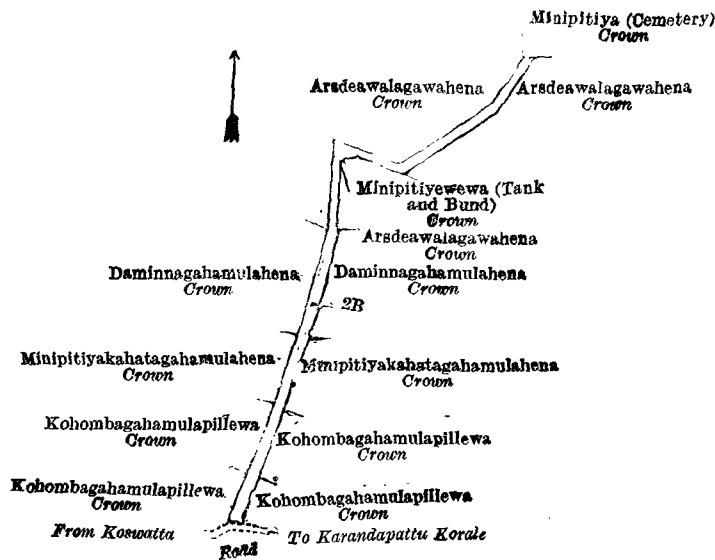 Minipitiya (Cemetery)
Crown
Arsdeawalagawahena
Crown
Arsdeawalagawahena
Crown
Minipitiyewewa (Tank
and Bund)
Crown
Arsdeawalagawahena
Crown
Daminnagahamulahena
Crown
Daminnagahamulahena
Crown
2B
Minipitiyakahatagahamulahena
Crown
Minipitiyakahatagahamulahena
Crown
Kohombagahamulapillewa
Crown
Kohombagahamulapillewa
Crown
Kohombagahamulapillewa
Crown
Kohombagahamulapillewa
Crown
From Koswatta
Road
To Karandapattu Korale